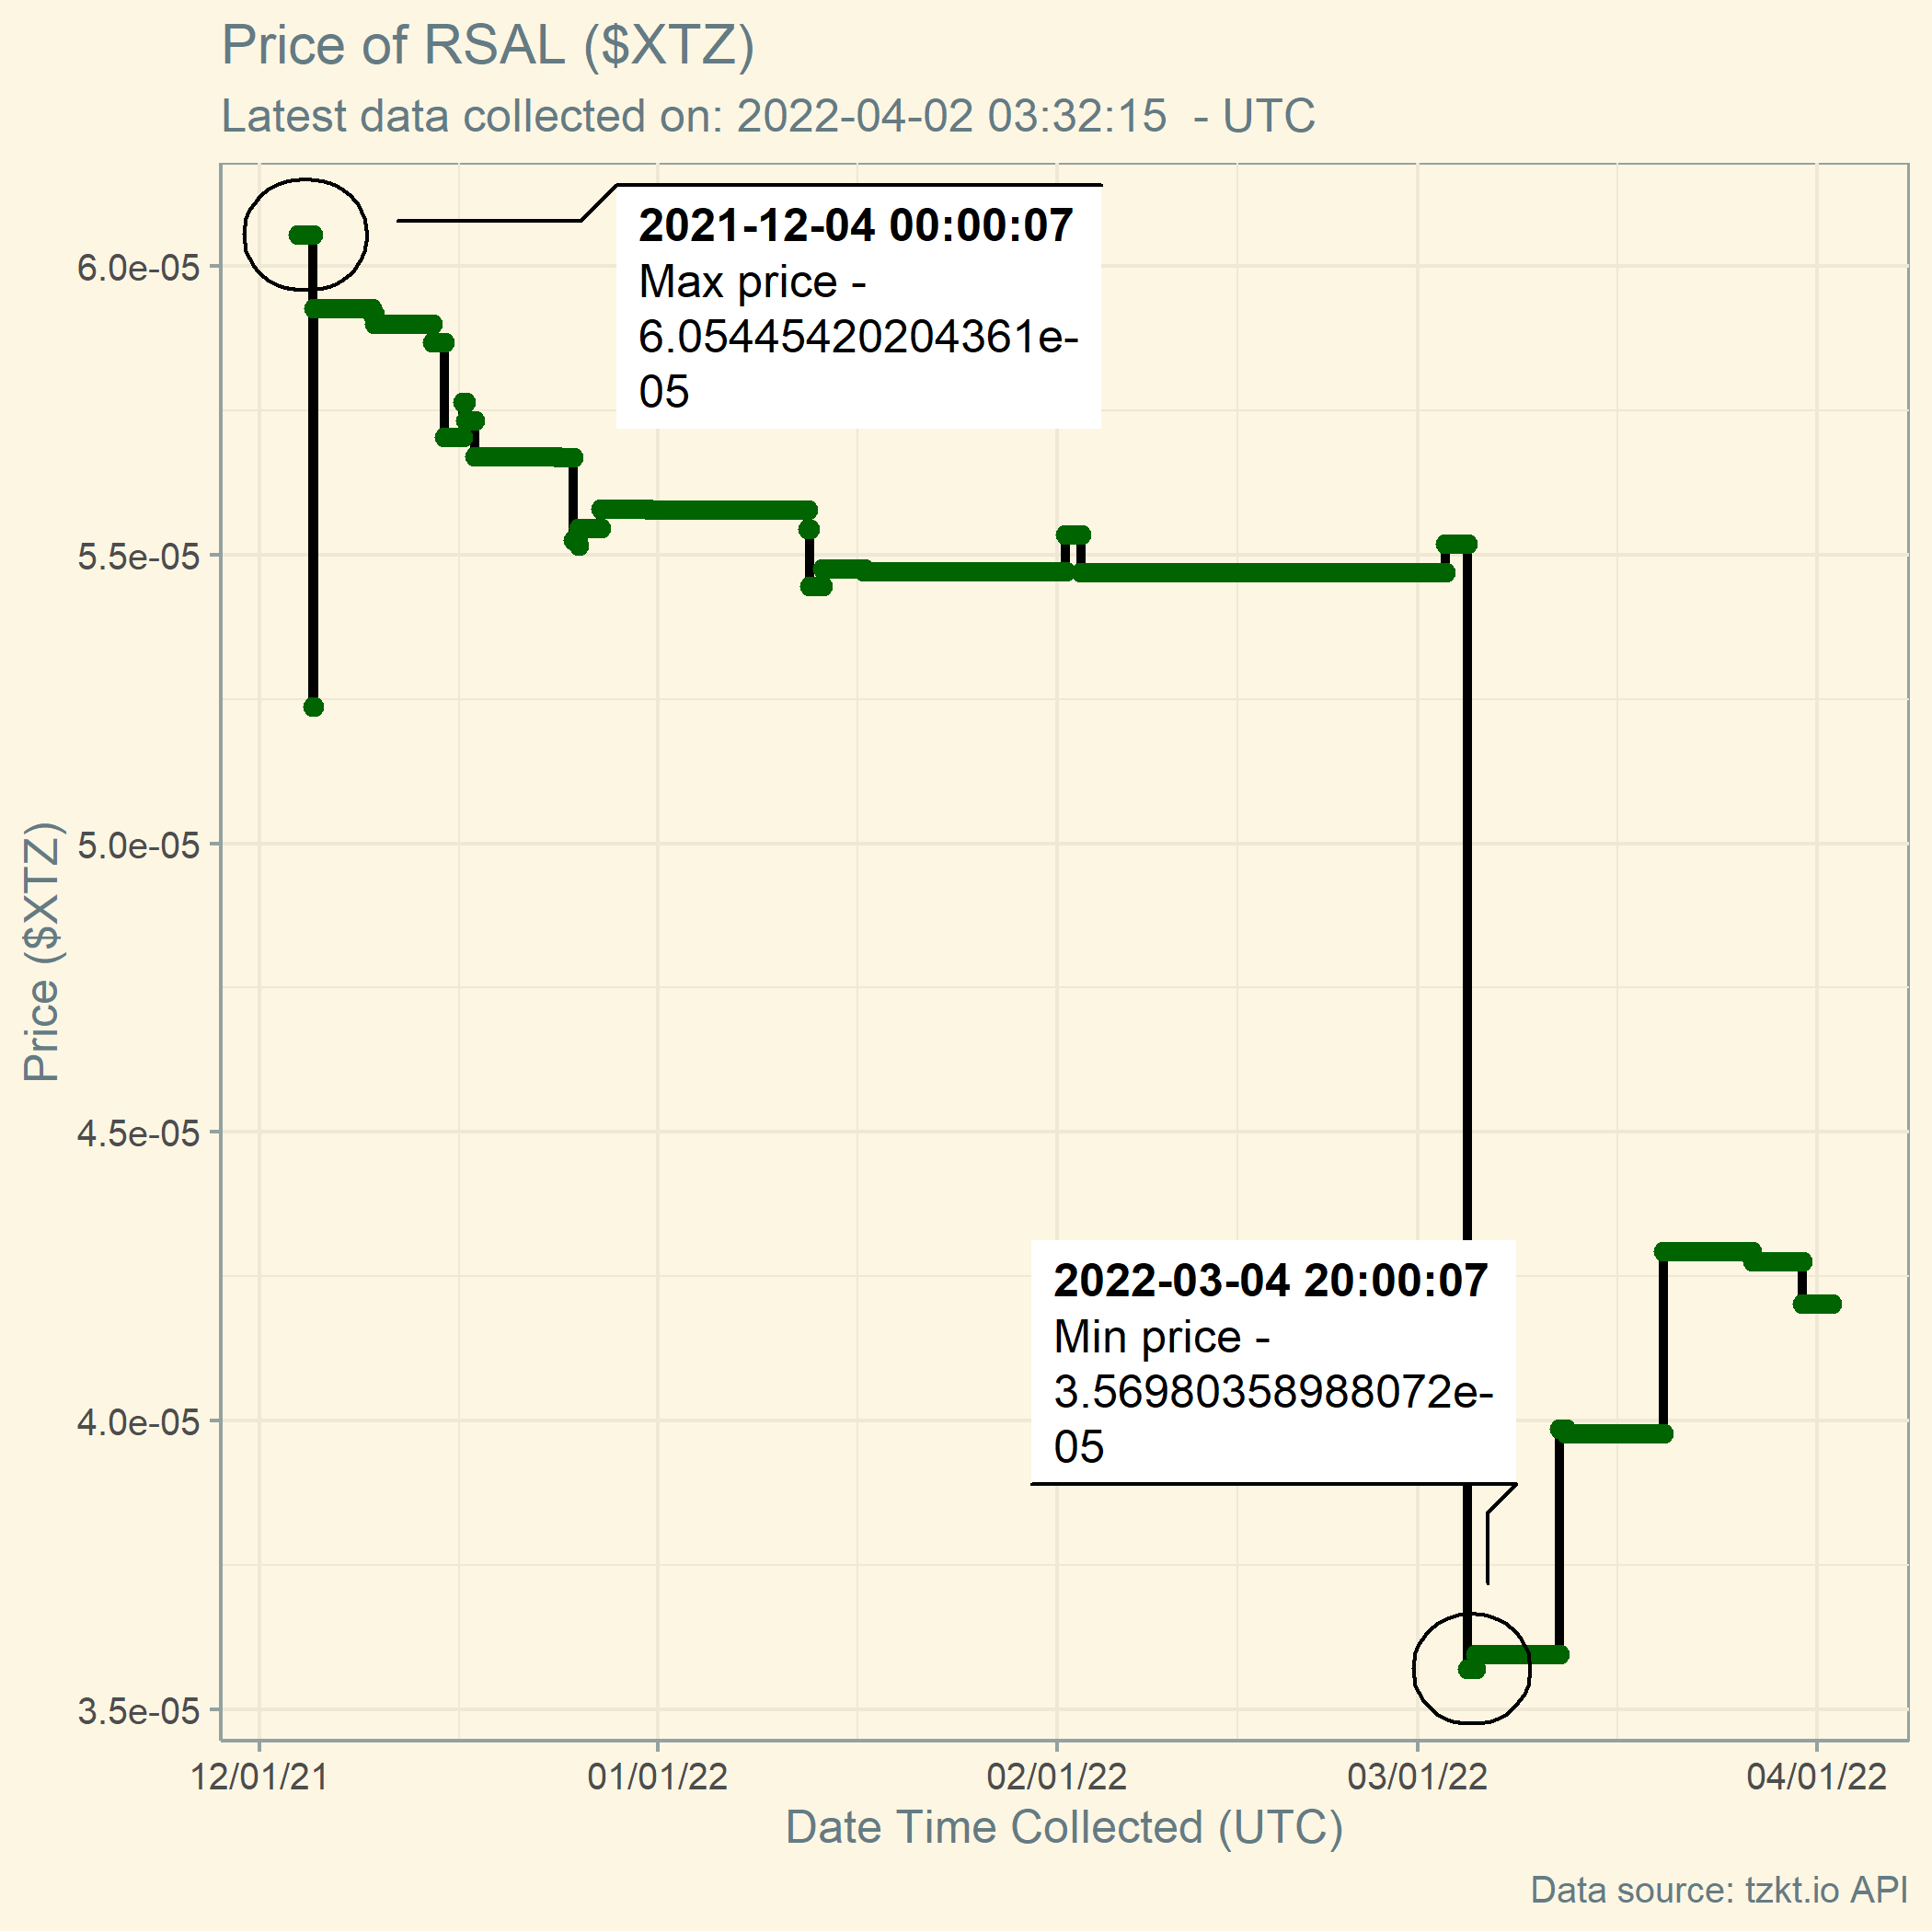 Price of RSAL ($XTZ)
Latest data collected on: 2022-04-02 03:32:15  - UTC
2021-12-04 00:00:07
Max price -
6.05445420204361e-
05
6.0e-05
5.5e-05
5.0e-05
4.5e-05
4.0e-05
3.5e-05
Price ($XTZ)
2022-03-04 20:00:07
Min price -
3.56980358988072e-
05
12/01/21
01/01/22
02/01/22
03/01/22
04/01/22
Date Time Collected (UTC)
Data source: tzkt.io API